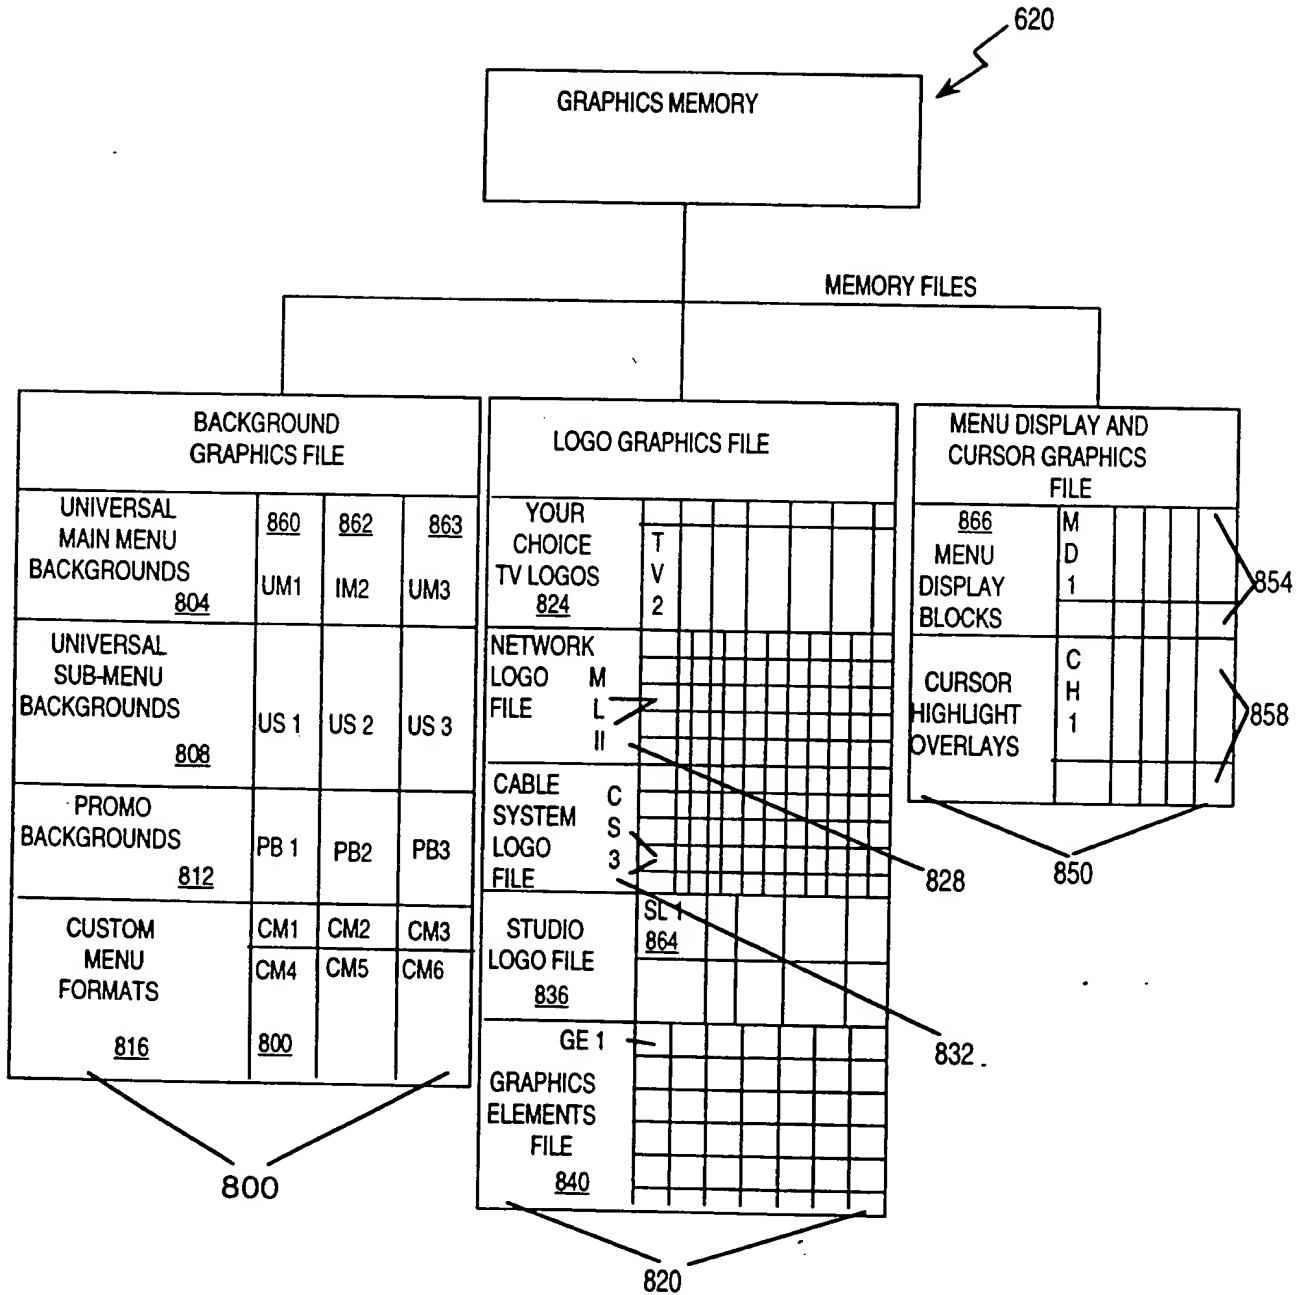 620
GRAPHICS MEMORY
MEMORY FILES
BACKGROUND
GRAPHICS FILE
UNIVERSAL
MAIN MENU
BACKGROUNDS
804
860 862 863
UM1 IM2 UM3
UNIVERSAL
SUB-MENU
BACKGROUNDS
808
US 1 US 2 US 3
PROMO
BACKGROUNDS
812
PB 1 PB2 PB3
CUSTOM
MENU
FORMATS
816
CM1 CM2 CM3
CM4 CM5 CM6
800
800
LOGO GRAPHICS FILE
YOUR
CHOICE
TV LOGOS
824
T
V
2
NETWORK
LOGO M
FILE L
II
828
CABLE
SYSTEM
LOGO
FILE
C
S
3
832
STUDIO
LOGO FILE
836
SL 1
864
GE 1
GRAPHICS
ELEMENTS
FILE
840
820
MENU DISPLAY AND
CURSOR GRAPHICS
FILE
866
MENU
DISPLAY
BLOCKS
M
D
1
854
CURSOR
HIGHLIGHT
OVERLAYS
C
H
1
858
850